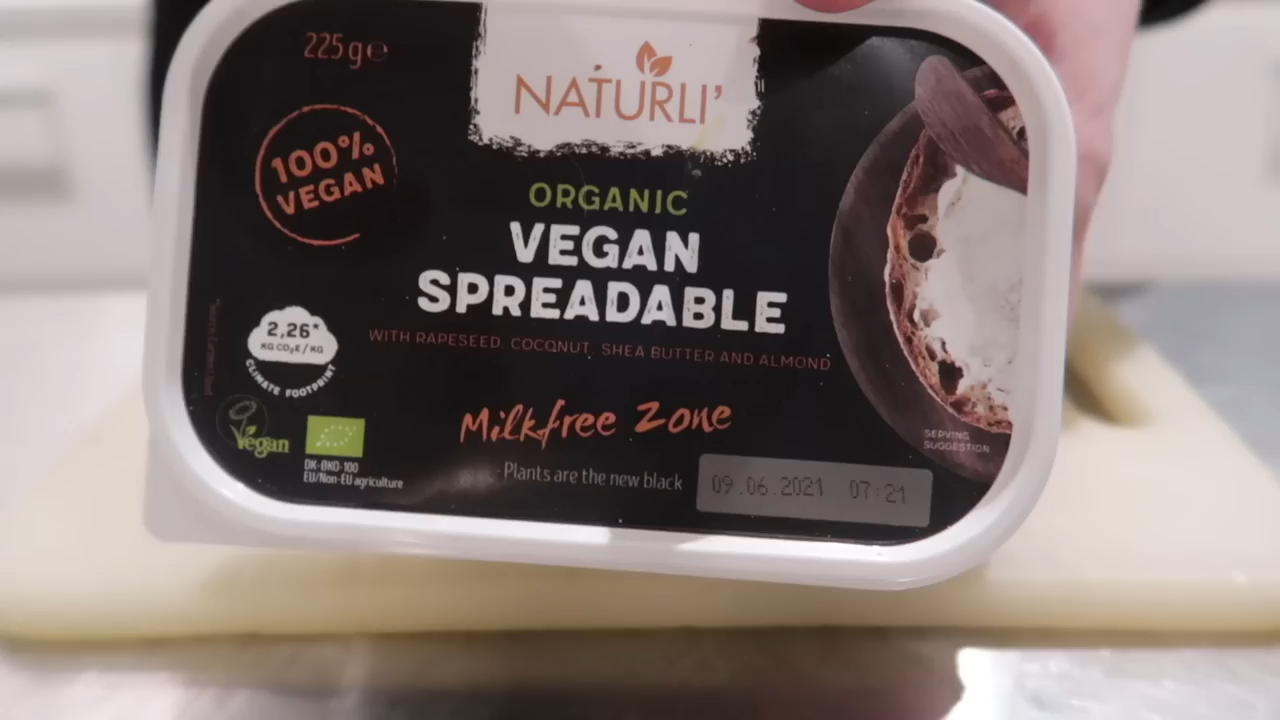 225 g e
NATURLI'
100%
VEGAN
ORGANIC
VEGAN
SPREADABLE
WITH RAPESEED, COCONUT, SHEA BUTTER AND ALMOND
2,26*
KG CO₂E/KG
CLIMATE FOOTPRINT
Milkfree Zone
Vegan
DK-ØKO-100
EU/Non-EU agriculture
Plants are the new black
09.06.2021 07:21
SERVING
SUGGESTION